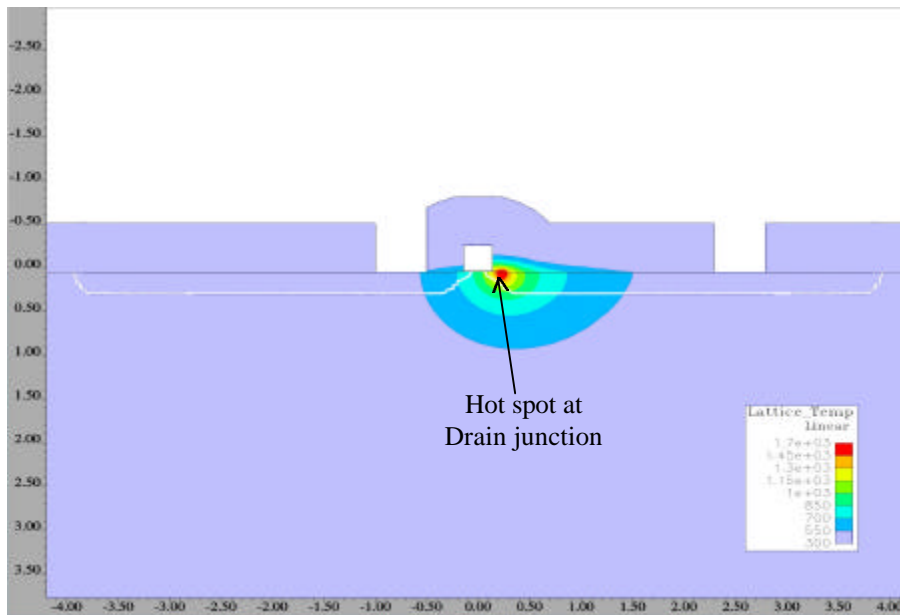 -2.50
-2.00
-1.50
-1.00
-0.50
0.00
0.50
1.00
1.50
2.00
2.50
3.00
3.50
Hot spot at
Drain junction
Lattice_Temp
linear
1.7e+03
1.45e+03
1.3e+03
1.15e+03
1e+03
850
700
550
300
-4.00 -3.50 -3.00 -2.50 -2.00 -1.50 -1.00 -0.50 0.00 0.50 1.00 1.50 2.00 2.50 3.00 3.50 4.00